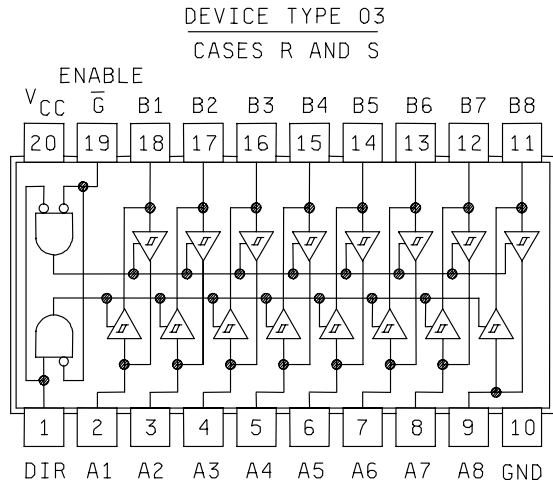 DEVICE TYPE 03
CASES R AND S
ENABLE
VCC G̅ B1 B2 B3 B4 B5 B6 B7 B8
20 19 18 17 16 15 14 13 12 11
1 2 3 4 5 6 7 8 9 10
DIR A1 A2 A3 A4 A5 A6 A7 A8 GND